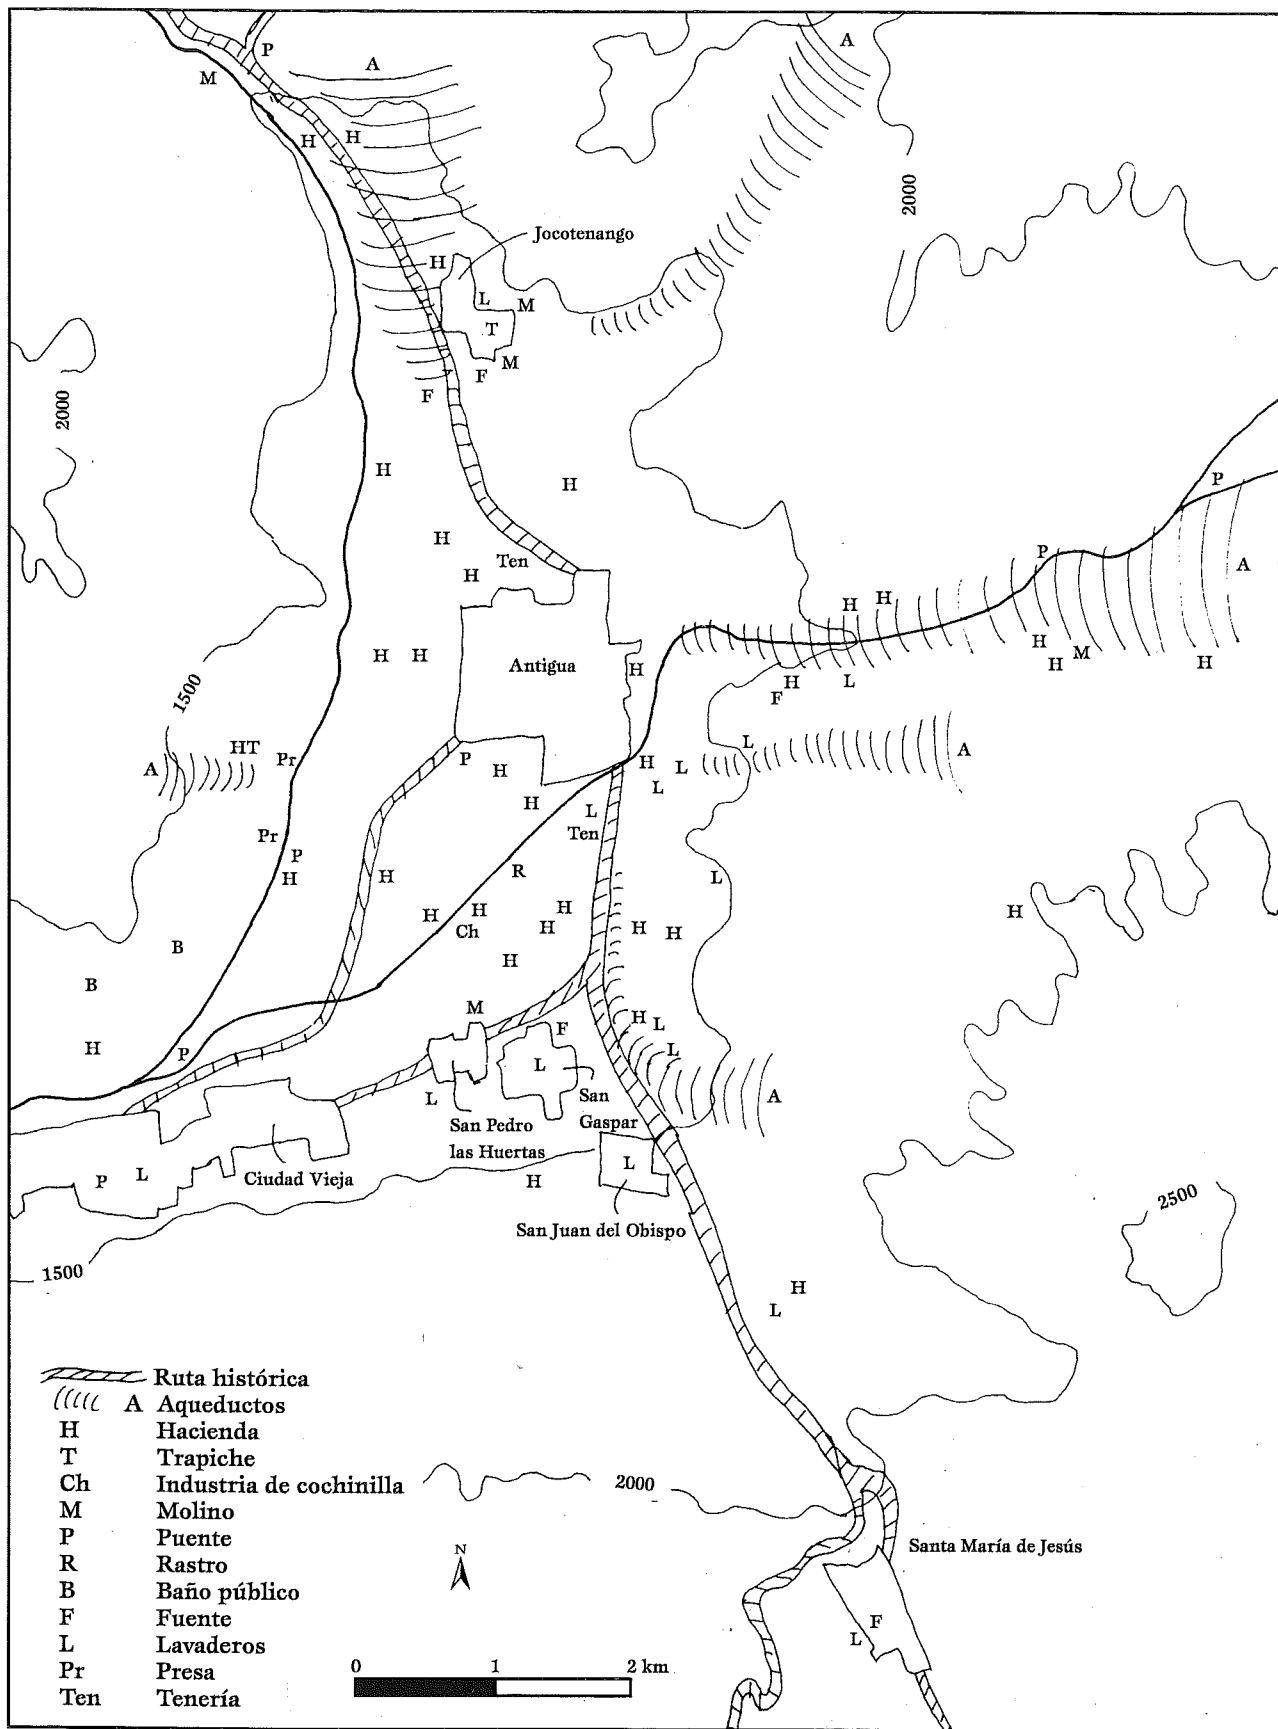 P
A
A
M
H
H
2000
Jocotenango
H
L
M
T
M
F
F
2000
H
H
P
H
P
Ten
A
H
H
H
H
H
Antigua
H
M
H
H
H
H
L
F
1500
HT
Pr
A
P
H
H
L
L
L
A
H
L
Ten
Pr
P
H
H
R
L
H
H
H
Ch
H
H
H
H
B
B
H
M
F
H
L
H
P
L
L
L
San
Gaspar
A
San Pedro
las Huertas
L
P
L
Ciudad Vieja
H
San Juan del Obispo
2500
1500
H
L
Ruta histórica
A Aqueductos
H Hacienda
T Trapiche
Ch Industria de cochinilla
M Molino
P Puente
R Rastro
B Baño público
F Fuente
L Lavaderos
Pr Presa
Ten Tenería
2000
N
Santa María de Jesús
F
L
0 1 2 km